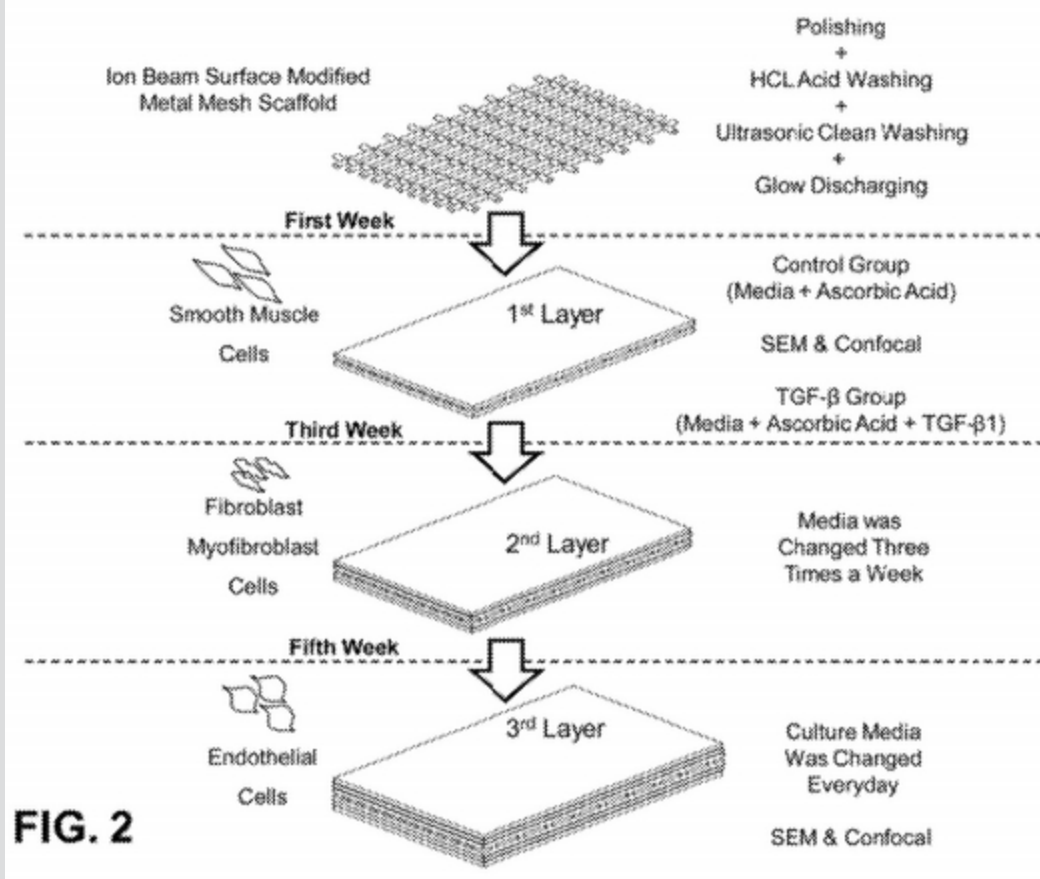 Polishing
+
Ion Beam Surface Modified
Metal Mesh Scaffold
HCL Acid Washing
+
Ultrasonic Clean Washing
+
Glow Discharging
First Week
Smooth Muscle
Cells
1st Layer
Control Group
(Media + Ascorbic Acid)
SEM & Confocal
TGF-β Group
(Media + Ascorbic Acid + TGF-β1)
Third Week
Fibroblast
Myofibroblast
Cells
2nd Layer
Media was
Changed Three
Times a Week
Fifth Week
Endothelial
Cells
3rd Layer
Culture Media
Was Changed
Everyday
SEM & Confocal
FIG. 2